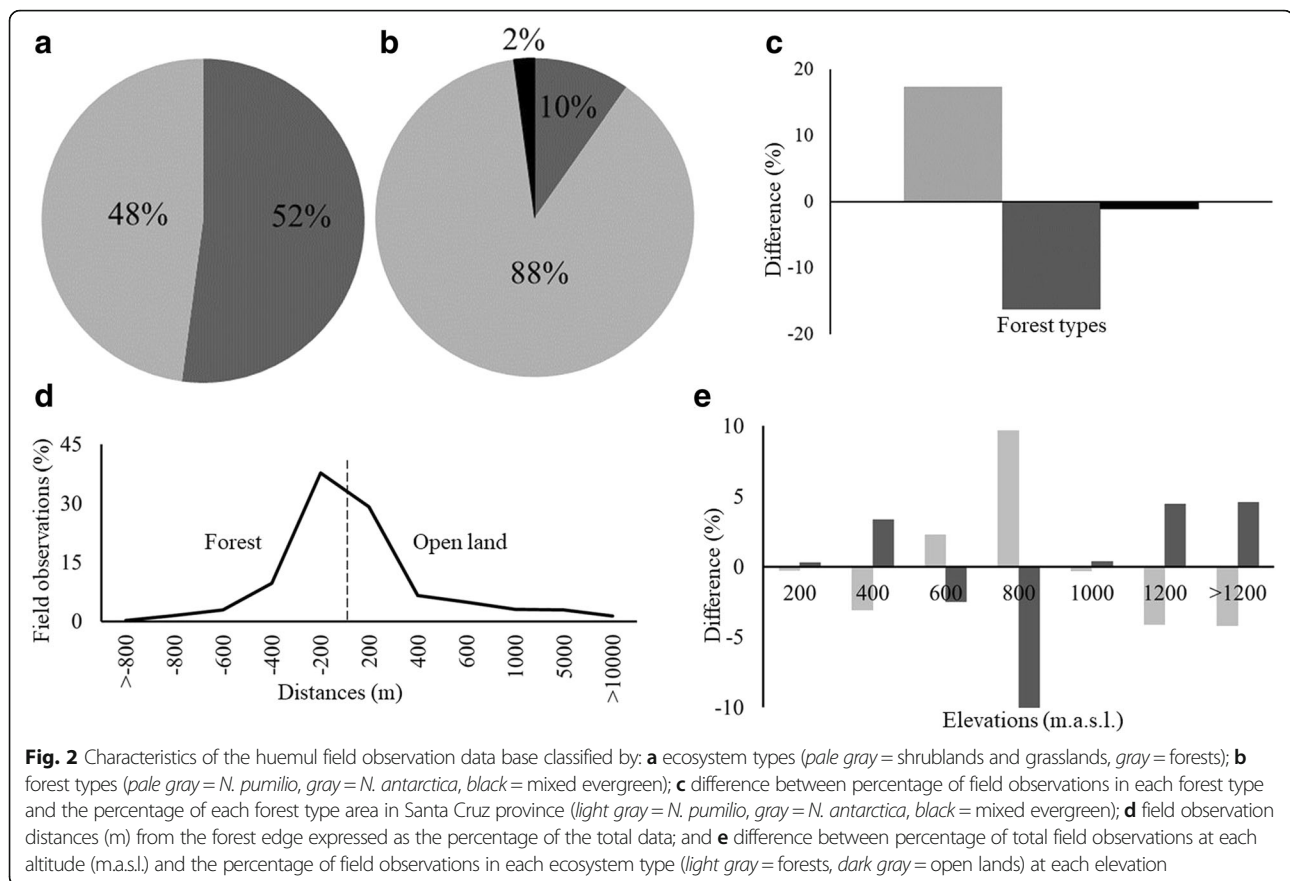 a
48%
52%
b
2%
10%
88%
c
20
10
0
-10
-20
Difference (%)
Forest types
d
45
30
15
0
Field observations (%)
Forest
Open land
>-800
-800
-600
-400
-200
200
400
600
1000
5000
>10000
Distances (m)
e
10
5
0
-5
-10
Difference (%)
200 400 600 800 1000 1200 >1200
Elevations (m.a.s.l.)
Fig. 2 Characteristics of the huemul field observation data base classified by: a ecosystem types (pale gray = shrublands and grasslands, gray = forests); b
forest types (pale gray = N. pumilio, gray = N. antarctica, black = mixed evergreen); c difference between percentage of field observations in each forest type
and the percentage of each forest type area in Santa Cruz province (light gray = N. pumilio, gray = N. antarctica, black = mixed evergreen); d field observation
distances (m) from the forest edge expressed as the percentage of the total data; and e difference between percentage of total field observations at each
altitude (m.a.s.l.) and the percentage of field observations in each ecosystem type (light gray = forests, dark gray = open lands) at each elevation